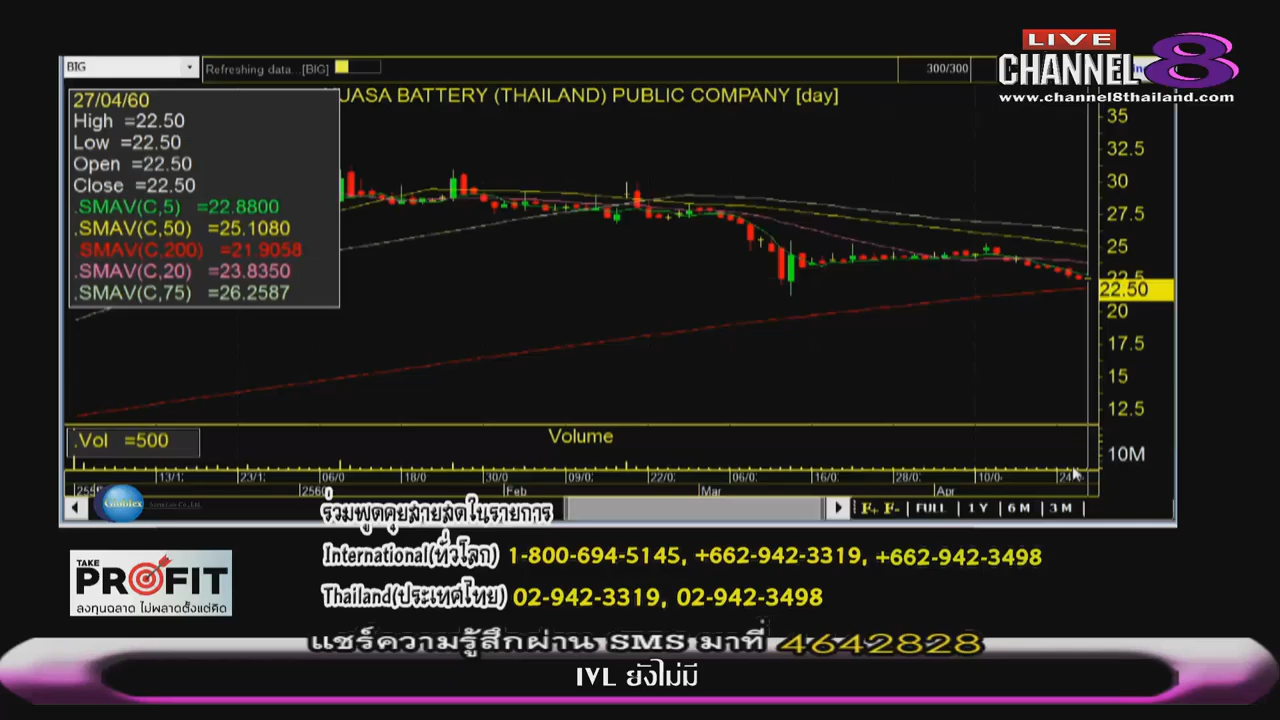 LIVE
CHANNEL 8
www.channel8thailand.com
BIG
Refreshing data...[BIG]
300/300
UASA BATTERY (THAILAND) PUBLIC COMPANY [day]
27/04/60
High =22.50
Low =22.50
Open =22.50
Close =22.50
.SMAV(C,5) =22.8800
.SMAV(C,50) =25.1080
.SMAV(C,200) =21.9058
.SMAV(C,20) =23.8350
.SMAV(C,75) =26.2587
35
32.5
30
27.5
25
22.5
22.50
20
17.5
15
12.5
.Vol =500
Volume
10M
13/1; 23/1; 06/0 18/0 30/0 09/0; 22/0; 06/0; 16/0; 28/0; 10/0 24/
255 2560 Feb Mar Apr
Globlex
F+ F- | FULL | 1 Y | 6 M | 3 M |
ร่วมพูดคุยสายสดในรายการ
International(ทั่วโลก) 1-800-694-5145, +662-942-3319, +662-942-3498
Thailand(ประเทศไทย) 02-942-3319, 02-942-3498
TAKE
PROFIT
ลงทุนฉลาด ไม่พลาดตั้งแต่คิด
แชร์ความรู้สึกผ่าน SMS มาที่ 4642828
IVL ยังไม่มี